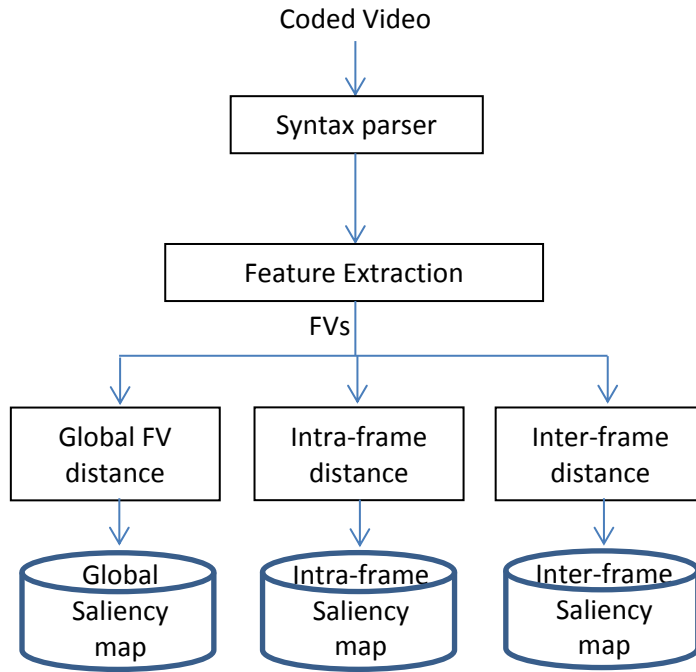 Coded Video
Syntax parser
Feature Extraction
FVs
Global FV
distance
Intra-frame
distance
Inter-frame
distance
Global
Saliency
map
Intra-frame
Saliency
map
Inter-frame
Saliency
map